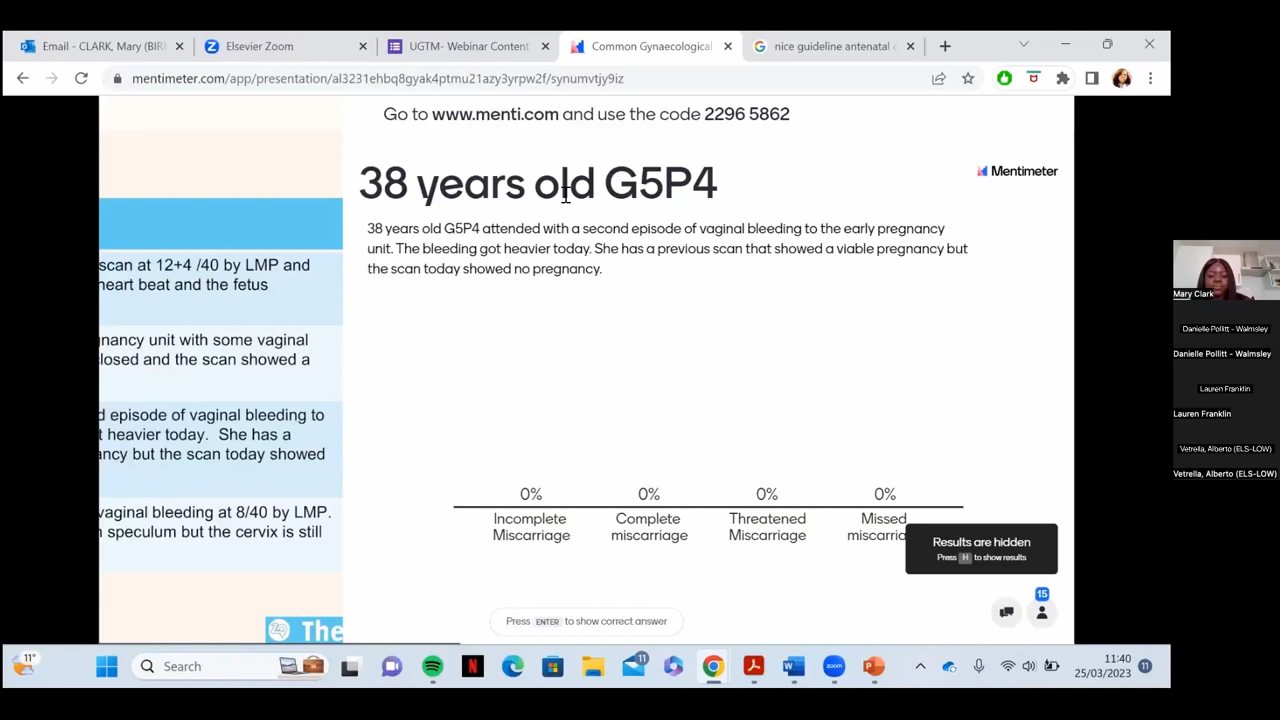 Email - CLARK, Mary (BIR
Elsevier Zoom
UGTM- Webinar Content
Common Gynaecological
nice guideline antenatal
mentimeter.com/app/presentation/al3231ehbq8gyak4ptmu21azy3yrpw2f/synumvtjy9iz
Go to www.menti.com and use the code 2296 5862
38 years old G5P4
Mentimeter
38 years old G5P4 attended with a second episode of vaginal bleeding to the early pregnancy
unit. The bleeding got heavier today. She has a previous scan that showed a viable pregnancy but
the scan today showed no pregnancy.
scan at 12+4 /40 by LMP and
heart beat and the fetus
gnancy unit with some vaginal
closed and the scan showed a
d episode of vaginal bleeding to
t heavier today. She has a
ancy but the scan today showed
vaginal bleeding at 8/40 by LMP.
speculum but the cervix is still
The
0% 0% 0% 0%
Incomplete Complete Threatened Missed
Miscarriage miscarriage Miscarriage miscarria
Results are hidden
Press H to show results
15
Press ENTER to show correct answer
Mary Clark
Danielle Pollitt - Walmsley
Danielle Pollitt - Walmsley
Lauren Franklin
Lauren Franklin
Vetrella, Alberto (ELS-LOW)
Vetrella, Alberto (ELS-LOW)
11°
Search
11
zoom
11:40
25/03/2023
11